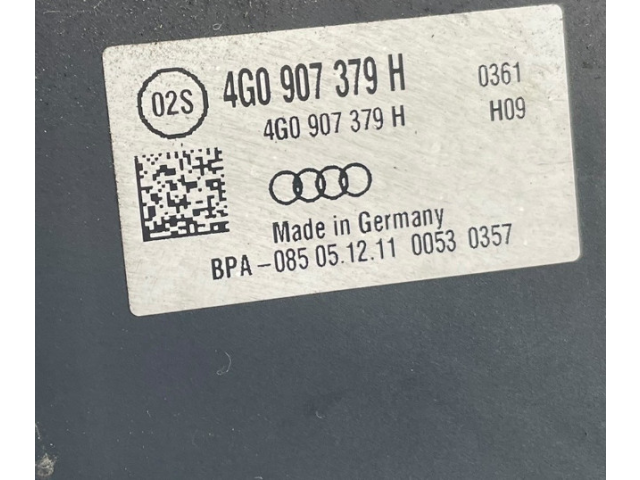 02S 4G0 907 379 H 0361
4G0 907 379 H H09
Made in Germany
BPA-085 05.12.11 0053 0357